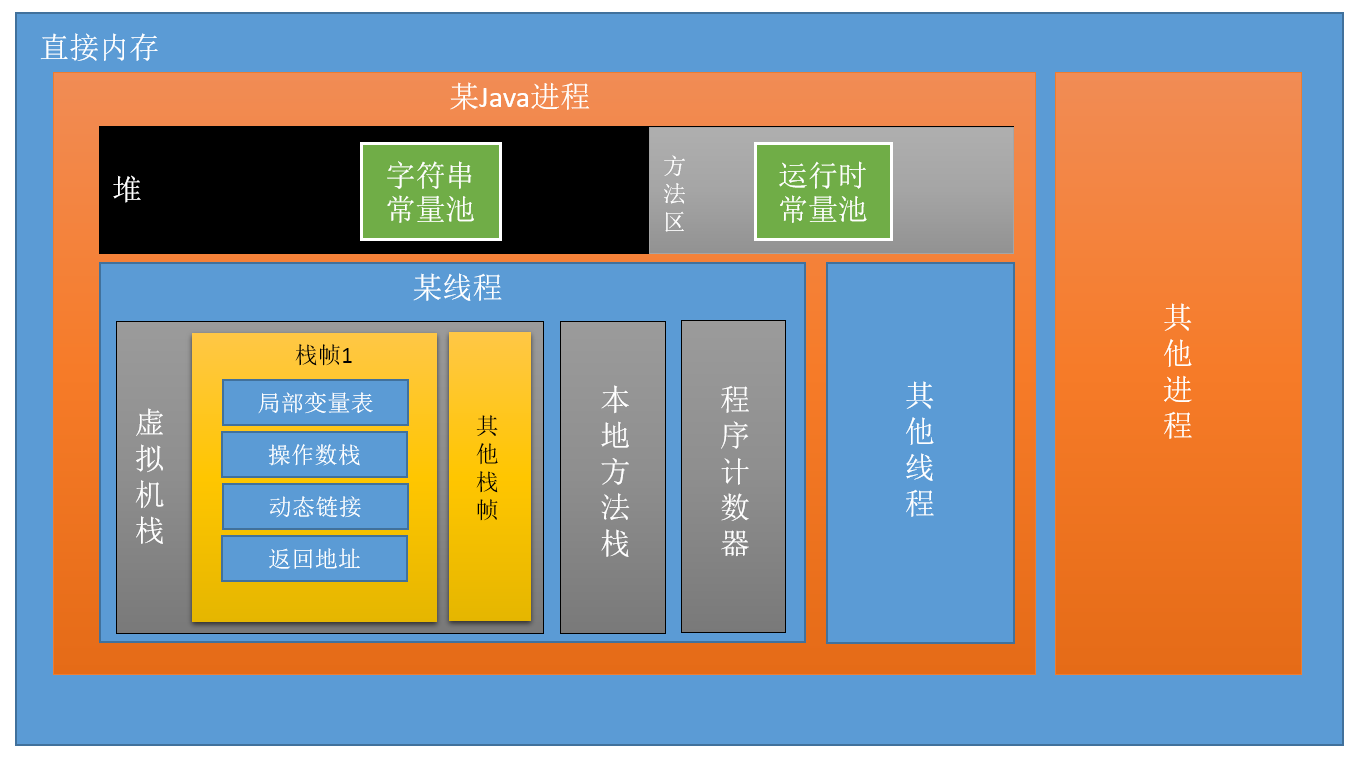 直接内存
某Java进程
堆
字符串
常量池
方法区
运行时
常量池
某线程
虚拟机栈
栈帧1
局部变量表
操作数栈
动态链接
返回地址
其他栈帧
本地方法栈
程序计数器
其他线程
其他进程